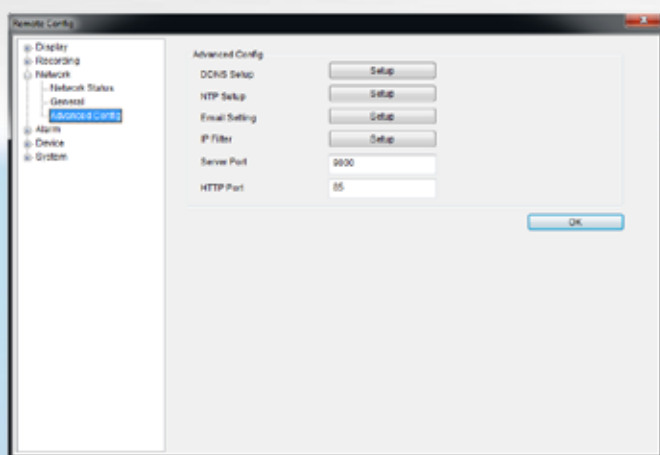 Remote Config
Display
Recording
Network
Network Status
General
Advanced Config
Alarm
Device
System
Advanced Config
DDNS Setup Setup
NTP Setup Setup
Email Setting Setup
IP Filter Setup
Server Port 9000
HTTP Port 85
OK